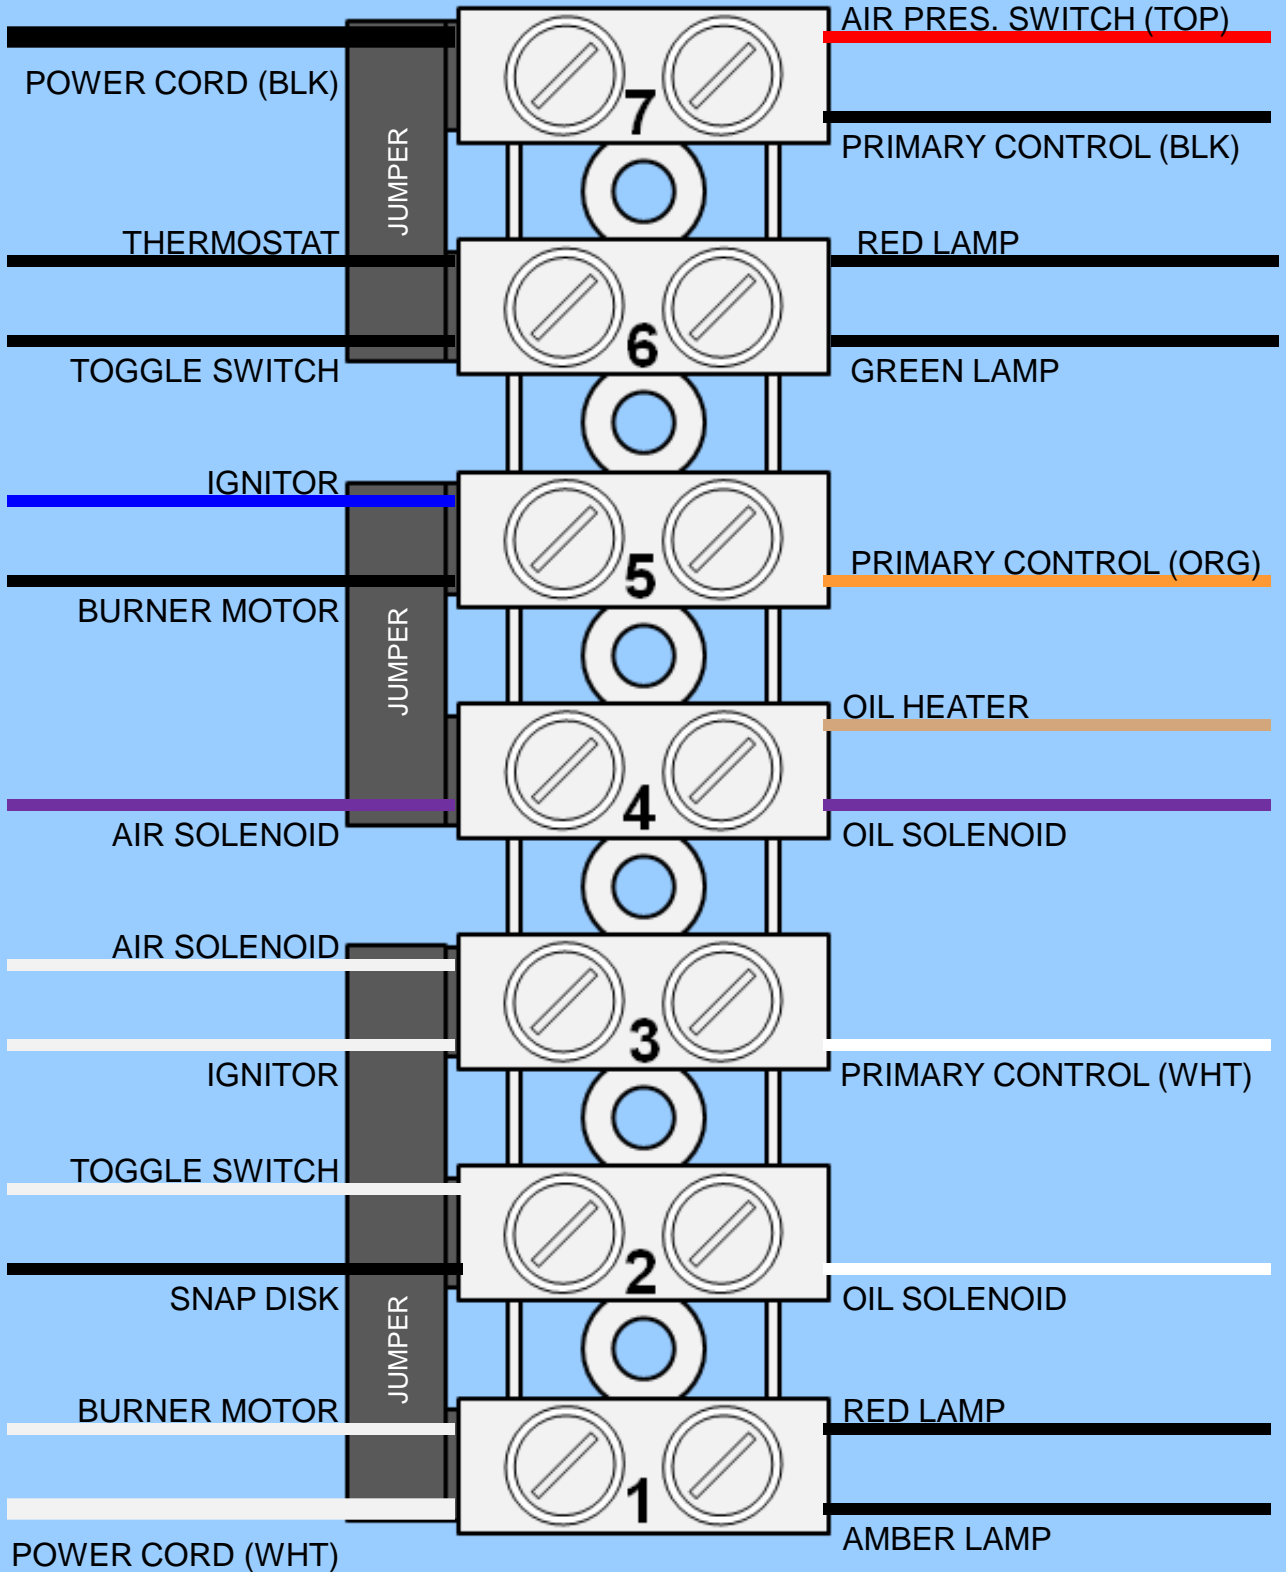 AIR PRES. SWITCH (TOP)
POWER CORD (BLK)
7
JUMPER
PRIMARY CONTROL (BLK)
THERMOSTAT
RED LAMP
6
TOGGLE SWITCH
GREEN LAMP
IGNITOR
5
PRIMARY CONTROL (ORG)
BURNER MOTOR
JUMPER
OIL HEATER
4
AIR SOLENOID
OIL SOLENOID
AIR SOLENOID
3
IGNITOR
PRIMARY CONTROL (WHT)
TOGGLE SWITCH
2
SNAP DISK
OIL SOLENOID
JUMPER
BURNER MOTOR
RED LAMP
1
AMBER LAMP
POWER CORD (WHT)